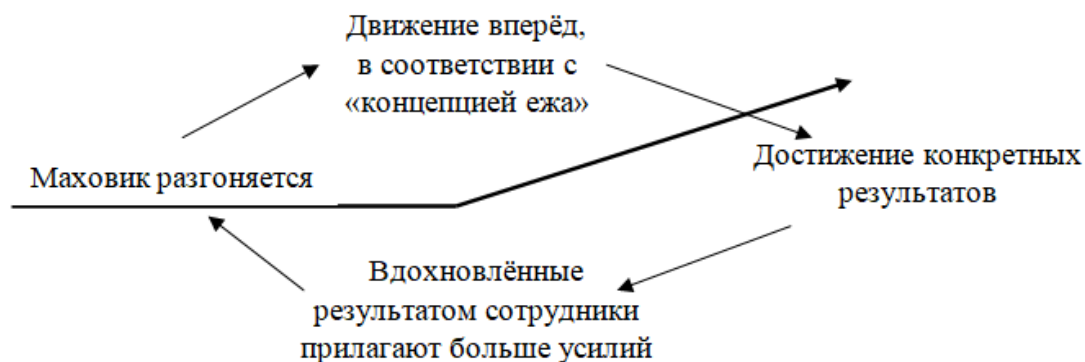 Движение вперёд,
в соответствии с
«концепцией ежа»
Достижение конкретных
результатов
Маховик разгоняется
Вдохновлённые
результатом сотрудники
прилагают больше усилий